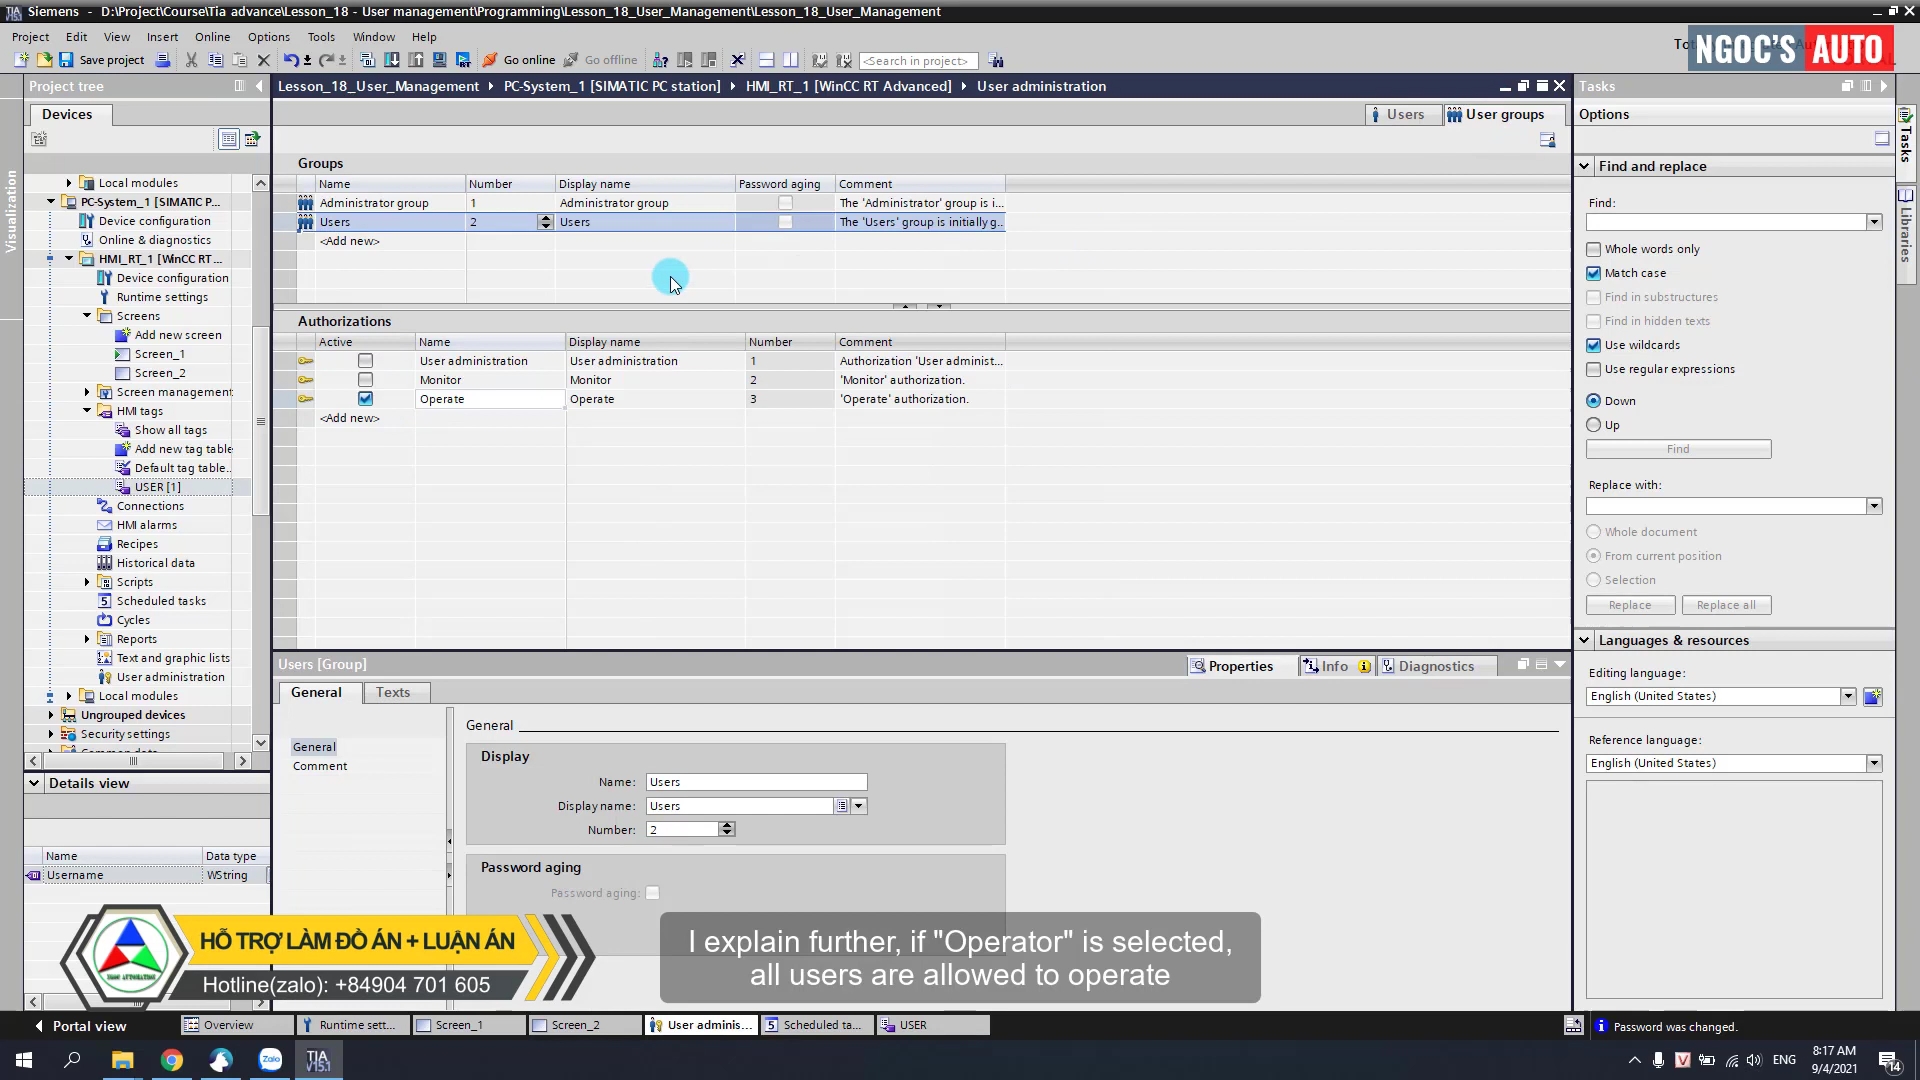 Siemens - D:\Project\Course\Tia advance\Lesson_18 - User management\Programming\Lesson_18_User_Management\Lesson_18_User_Management
Project Edit View Insert Online Options Tools Window Help
NGOC'S AUTO
Save project
Go online
Go offline
<Search in project>
Project tree
Lesson_18_User_Management
PC-System_1 [SIMATIC PC station]
HMI_RT_1 [WinCC RT Advanced]
User administration
Tasks
Devices
Users
User groups
Options
Visualization
Tasks
Libraries
Local modules
PC-System_1 [SIMATIC P...
Device configuration
Online & diagnostics
HMI_RT_1 [WinCC RT ...
Device configuration
Runtime settings
Screens
Add new screen
Screen_1
Screen_2
Screen management
HMI tags
Show all tags
Add new tag table
Default tag table..
USER [1]
Connections
HMI alarms
Recipes
Historical data
Scripts
Scheduled tasks
Cycles
Reports
Text and graphic lists
User administration
Local modules
Ungrouped devices
Security settings
Details view
Name Data type
Username WString
Groups
Name Number Display name Password aging Comment
Administrator group 1 Administrator group The 'Administrator' group is i...
Users 2 Users The 'Users' group is initially g..
<Add new>
Authorizations
Active Name Display name Number Comment
User administration User administration 1 Authorization 'User administ...
Monitor Monitor 2 'Monitor' authorization.
Operate Operate 3 'Operate' authorization.
<Add new>
Users [Group]
Properties
Info
Diagnostics
General Texts
General
Comment
General
Display
Name: Users
Display name: Users
Number: 2
Password aging
Password aging:
Find and replace
Find:
Whole words only
Match case
Find in substructures
Find in hidden texts
Use wildcards
Use regular expressions
Down
Up
Find
Replace with:
Whole document
From current position
Selection
Replace Replace all
Languages & resources
Editing language:
English (United States)
Reference language:
English (United States)
HỖ TRỢ LÀM ĐỒ ÁN + LUẬN ÁN
Hotline(zalo): +84904 701 605
I explain further, if "Operator" is selected,
all users are allowed to operate
Portal view
Overview
Runtime sett...
Screen_1
Screen_2
User adminis...
Scheduled ta...
USER
Password was changed.
Zalo
TIA
V15.1
ENG
8:17 AM
9/4/2021
14